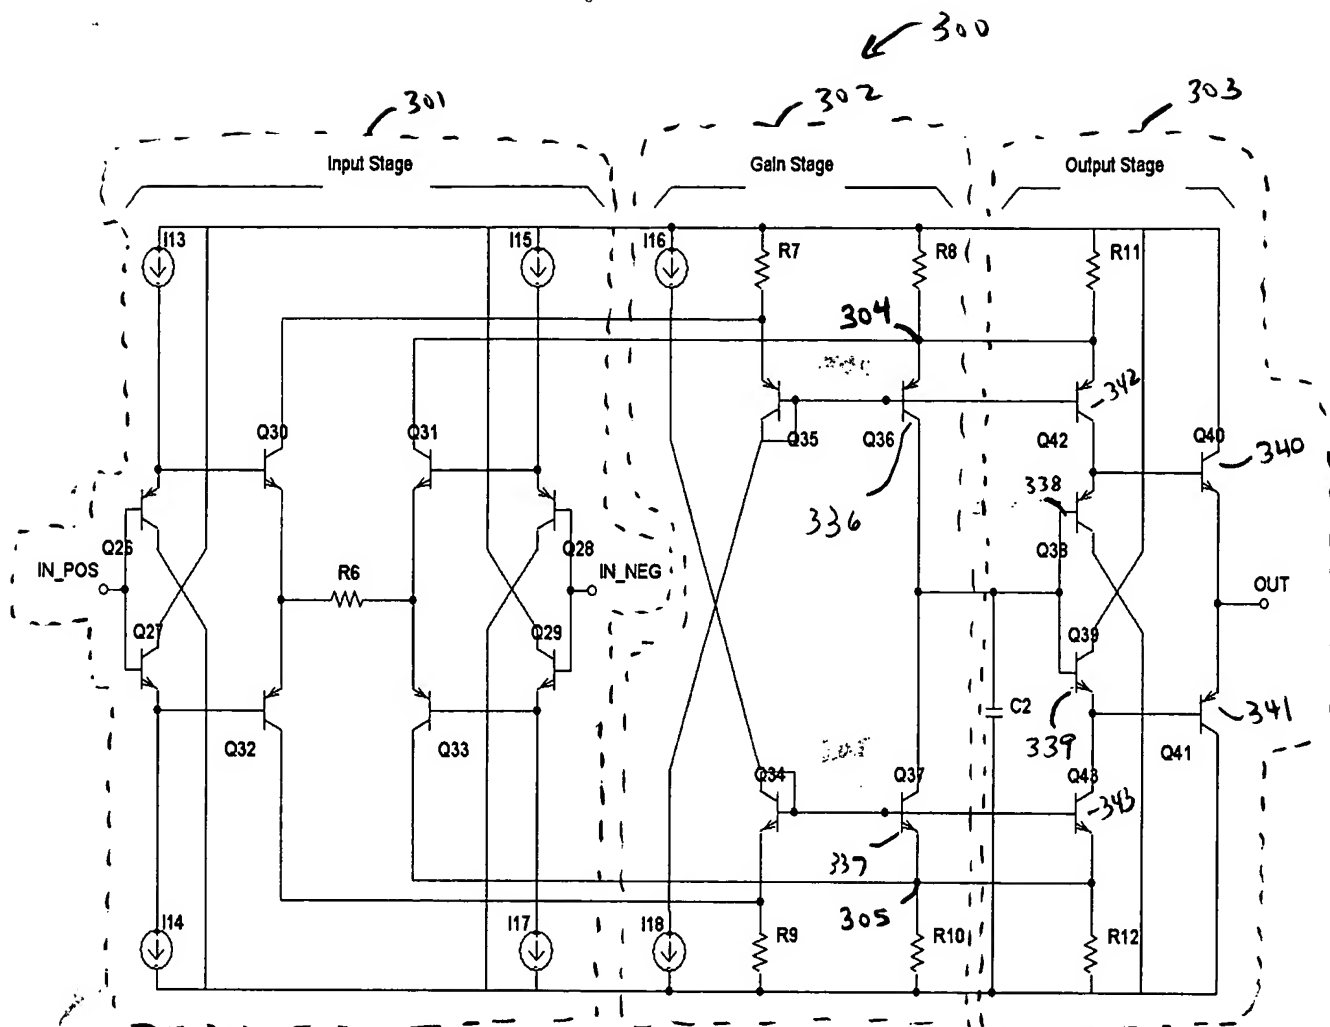 300
301
302
303
Input Stage
Gain Stage
Output Stage
I13
I15
I16
R7
R8
R11
304
342
Q30
Q31
Q35
Q36
Q42
Q40
340
336
338
Q26
Q28
Q38
IN_POS
R6
IN_NEG
OUT
Q27
Q29
Q39
C2
341
339
Q32
Q33
Q41
Q34
Q37
Q43
343
337
305
I14
I17
I18
R9
R10
R12